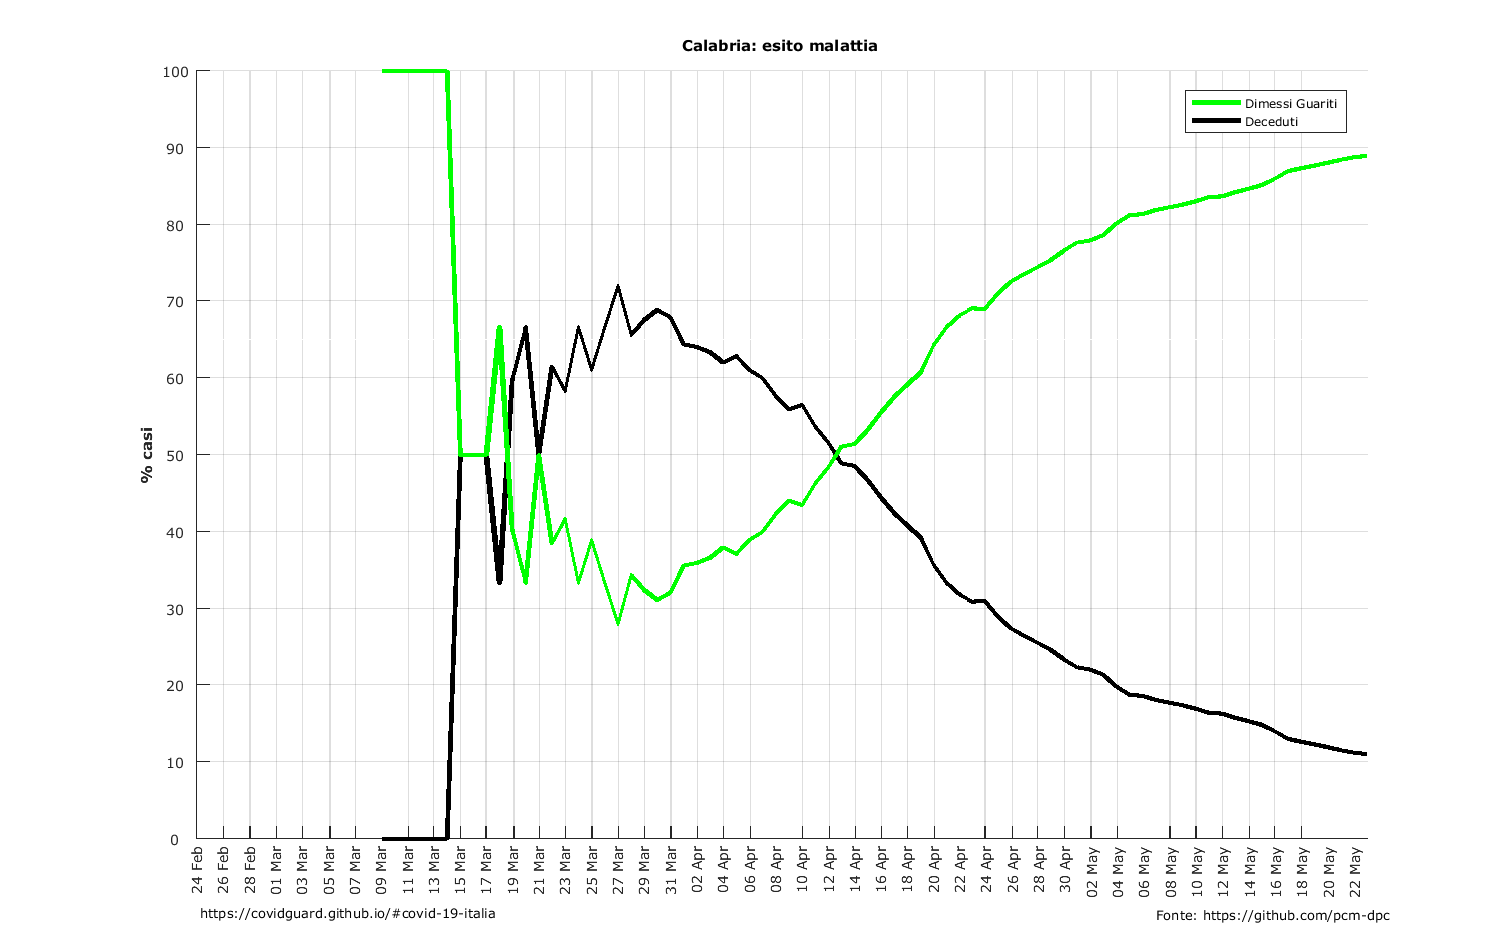 Calabria: esito malattia
100
90
80
70
60
50
40
30
20
10
0
% casi
Dimessi Guariti
Deceduti
24 Feb
26 Feb
28 Feb
01 Mar
03 Mar
05 Mar
07 Mar
09 Mar
11 Mar
13 Mar
15 Mar
17 Mar
19 Mar
21 Mar
23 Mar
25 Mar
27 Mar
29 Mar
31 Mar
02 Apr
04 Apr
06 Apr
08 Apr
10 Apr
12 Apr
14 Apr
16 Apr
18 Apr
20 Apr
22 Apr
24 Apr
26 Apr
28 Apr
30 Apr
02 May
04 May
06 May
08 May
10 May
12 May
14 May
16 May
18 May
20 May
22 May
https://covidguard.github.io/#covid-19-italia
Fonte: https://github.com/pcm-dpc